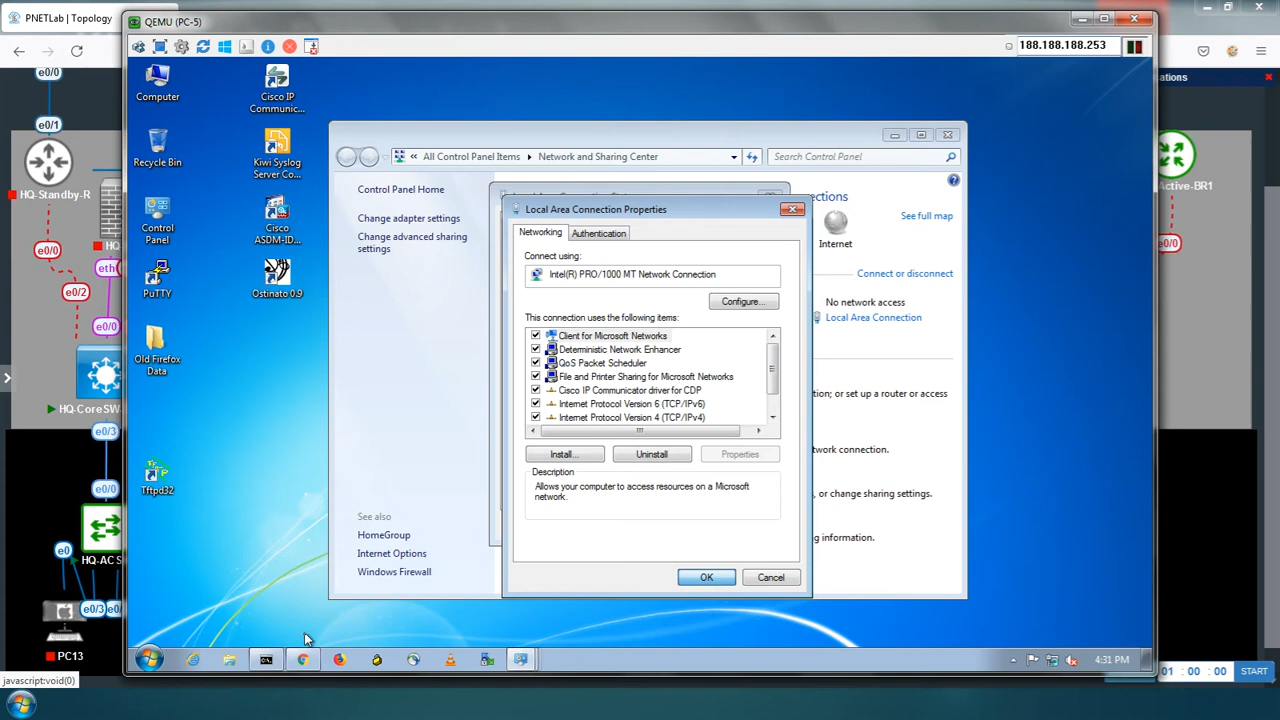 PNETLab | Topology
QEMU (PC-5)
188.188.188.253
e0/0
ations
e0/1
HQ-Standby-R
HQ
e0/0
eth
e0/2
e0/0
HQ-CoreSW
e0/3
e0/0
HQ-ACS
e0
e0/3
e0/
PC13
javascript:void(0)
Active-BR1
e0/0
01 : 00 : 00
START
Computer
Cisco IP
Communic...
Recycle Bin
Kiwi Syslog
Server Co...
Control
Panel
Cisco
ASDM-ID...
PuTTY
Ostinato 0.9
Old Firefox
Data
Tftpd32
All Control Panel Items
Network and Sharing Center
Search Control Panel
Control Panel Home
Change adapter settings
Change advanced sharing
settings
See also
HomeGroup
Internet Options
Windows Firewall
nections
See full map
Internet
Connect or disconnect
No network access
Local Area Connection
ction; or set up a router or access
twork connection.
, or change sharing settings.
ing information.
Local Area Connection Properties
Networking
Authentication
Connect using:
Intel(R) PRO/1000 MT Network Connection
Configure...
This connection uses the following items:
Client for Microsoft Networks
Deterministic Network Enhancer
QoS Packet Scheduler
File and Printer Sharing for Microsoft Networks
Cisco IP Communicator driver for CDP
Internet Protocol Version 6 (TCP/IPv6)
Internet Protocol Version 4 (TCP/IPv4)
Install...
Uninstall
Properties
Description
Allows your computer to access resources on a Microsoft
network.
OK
Cancel
4:31 PM